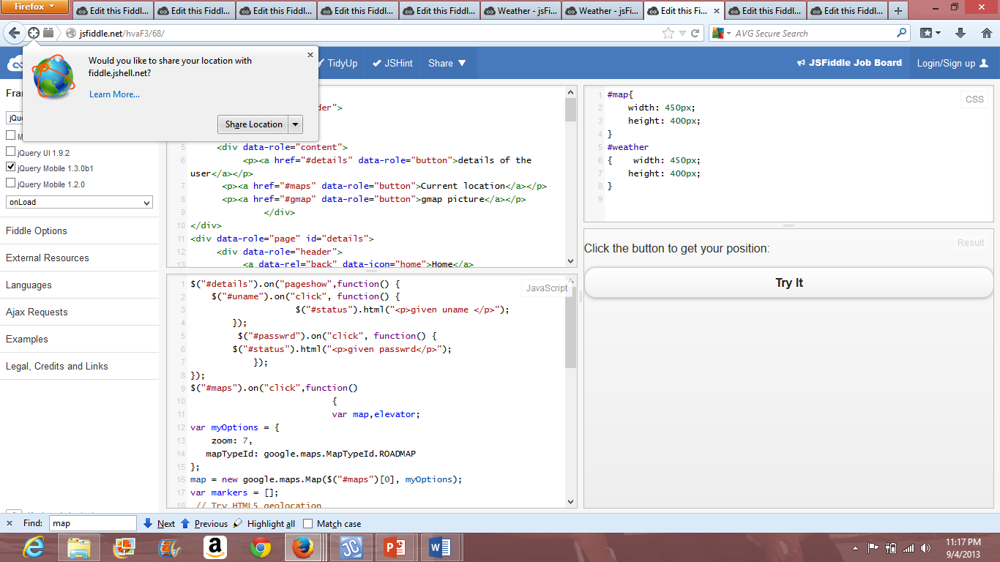 Firefox
Edit this Fiddl...
Edit this Fiddl...
Edit this Fiddl...
Edit this Fiddl...
Edit this Fiddl...
Weather - jsFi...
Weather - jsFi...
Edit this Fi...
Edit this Fiddl...
Edit this Fiddl...
jsfiddle.net/hvaF3/68/
AVG Secure Search
Would you like to share your location with
fiddle.jshell.net?
Learn More...
Share Location
TidyUp
JSHint
Share
JSFiddle Job Board
Login/Sign up
Fra
jQue
M
jQuery UI 1.9.2
jQuery Mobile 1.3.0b1
jQuery Mobile 1.2.0
onLoad
Fiddle Options
External Resources
Languages
Ajax Requests
Examples
Legal, Credits and Links
der">
5 <div data-role="content">
6 <p><a href="#details" data-role="button">details of the
user</a></p>
7 <p><a href="#maps" data-role="button">Current location</a></p>
8 <p><a href="#gmap" data-role="button">gmap picture</a></p>
9 </div>
10 </div>
11 <div data-role="page" id="details">
12 <div data-role="header">
13 <a data-rel="back" data-icon="home">Home</a>
CSS
1 #map{
2 width: 450px;
3 height: 400px;
4 }
5 #weather
6 { width: 450px;
7 height: 400px;
8 }
9
JavaScript
1 $("#details").on("pageshow",function() {
2 $("#uname").on("click", function() {
3 $("#status").html("<p>given uname </p>");
4 });
5 $("#passwrd").on("click", function() {
6 $("#status").html("<p>given passwrd</p>");
7 });
8 });
9 $("#maps").on("click",function()
10 {
11 var map,elevator;
12 var myOptions = {
13 zoom: 7,
14 mapTypeId: google.maps.MapTypeId.ROADMAP
15 };
16 map = new google.maps.Map($("#maps")[0], myOptions);
17 var markers = [];
18 // Try HTML5 geolocation
Result
Click the button to get your position:
Try It
Find: map Next Previous Highlight all Match case
11:17 PM
9/4/2013